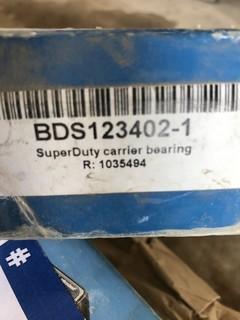 BDS123402-1
SuperDuty carrier bearing
R: 1035494
#